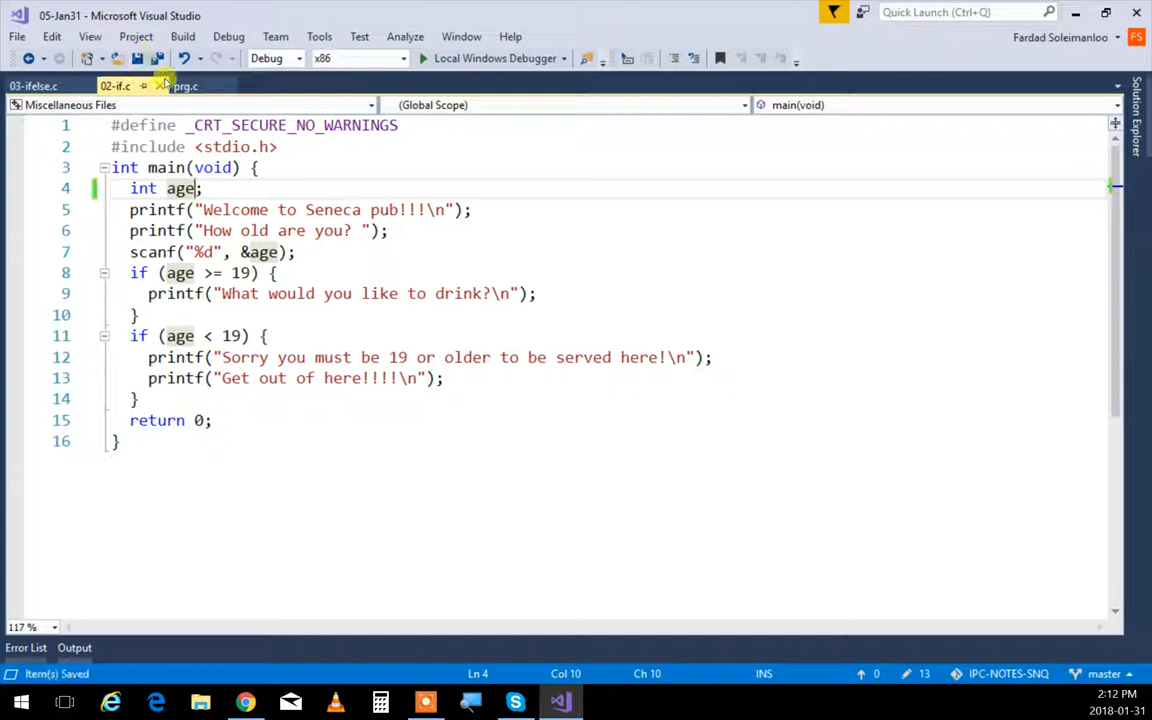 05-Jan31 - Microsoft Visual Studio
Quick Launch (Ctrl+Q)
File Edit View Project Build Debug Team Tools Test Analyze Window Help
Fardad Soleimanloo FS
Debug x86 Local Windows Debugger
03-ifelse.c 02-if.c prg.c
Miscellaneous Files (Global Scope) main(void)
Solution Explorer
1 #define _CRT_SECURE_NO_WARNINGS
2 #include <stdio.h>
3 int main(void) {
4 int age;
5 printf("Welcome to Seneca pub!!!\n");
6 printf("How old are you? ");
7 scanf("%d", &age);
8 if (age >= 19) {
9 printf("What would you like to drink?\n");
10 }
11 if (age < 19) {
12 printf("Sorry you must be 19 or older to be served here!\n");
13 printf("Get out of here!!!!\n");
14 }
15 return 0;
16 }
117 %
Error List Output
Item(s) Saved Ln 4 Col 10 Ch 10 INS 0 13 IPC-NOTES-SNQ master
2:12 PM
2018-01-31